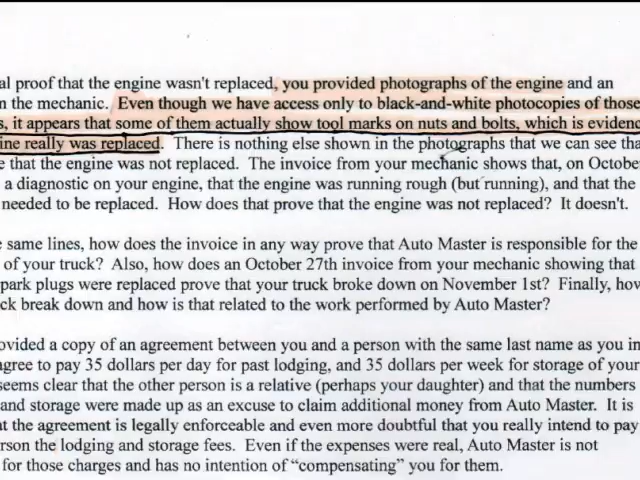 al proof that the engine wasn't replaced, you provided photographs of the engine and an
n the mechanic. Even though we have access only to black-and-white photocopies of those
s, it appears that some of them actually show tool marks on nuts and bolts, which is evidenc
ine really was replaced. There is nothing else shown in the photographs that we can see tha
e that the engine was not replaced. The invoice from your mechanic shows that, on October
a diagnostic on your engine, that the engine was running rough (but running), and that the
needed to be replaced. How does that prove that the engine was not replaced? It doesn't.
e same lines, how does the invoice in any way prove that Auto Master is responsible for the
of your truck? Also, how does an October 27th invoice from your mechanic showing that
park plugs were replaced prove that your truck broke down on November 1st? Finally, how
ck break down and how is that related to the work performed by Auto Master?
ovided a copy of an agreement between you and a person with the same last name as you in
agree to pay 35 dollars per day for past lodging, and 35 dollars per week for storage of your
seems clear that the other person is a relative (perhaps your daughter) and that the numbers
and storage were made up as an excuse to claim additional money from Auto Master. It is
at the agreement is legally enforceable and even more doubtful that you really intend to pay
erson the lodging and storage fees. Even if the expenses were real, Auto Master is not
for those charges and has no intention of “compensating” you for them.